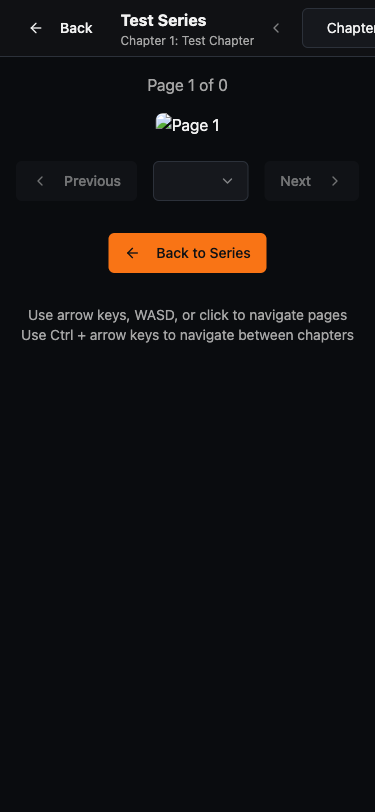 Back
Test Series
Chapter 1: Test Chapter
Chapter
Page 1 of 0
Page 1
Previous
Next
Back to Series
Use arrow keys, WASD, or click to navigate pages
Use Ctrl + arrow keys to navigate between chapters